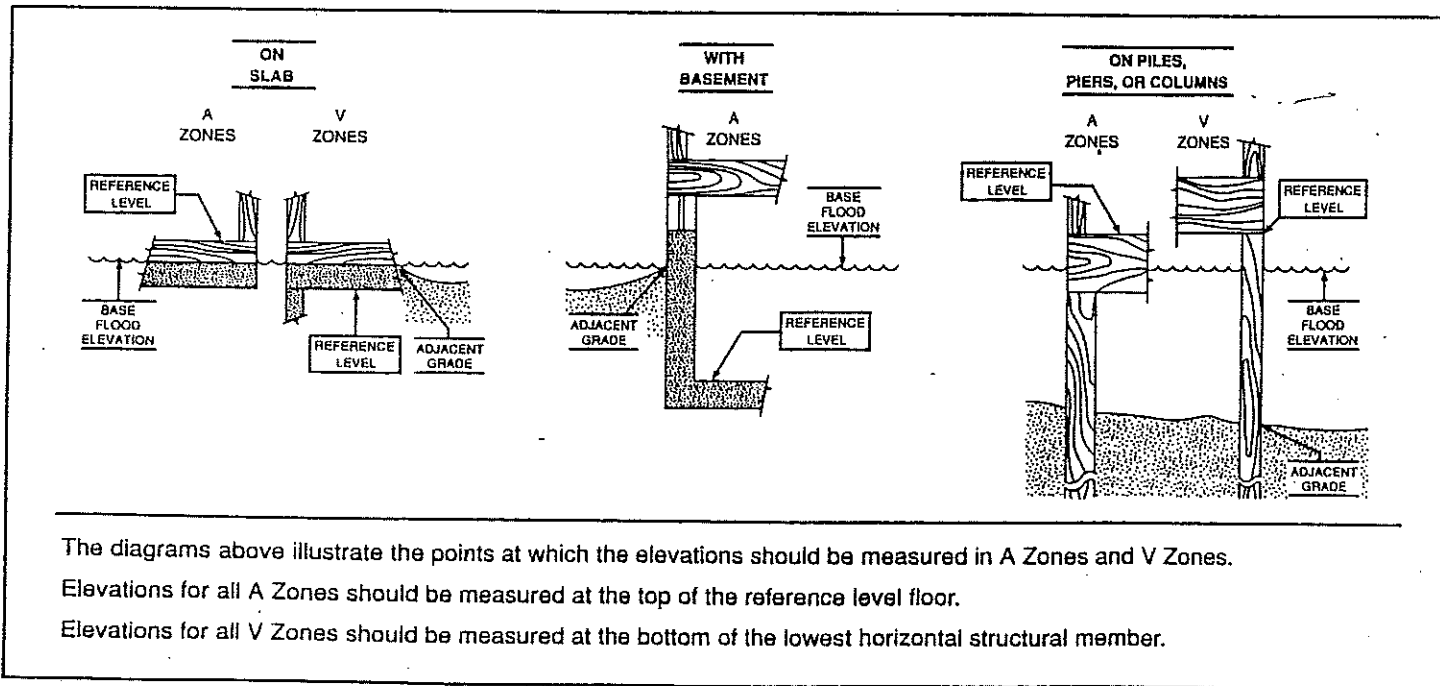 ON
SLAB
A
ZONES
V
ZONES
REFERENCE
LEVEL
BASE
FLOOD
ELEVATION
REFERENCE
LEVEL
ADJACENT
GRADE
WITH
BASEMENT
A
ZONES
BASE
FLOOD
ELEVATION
ADJACENT
GRADE
REFERENCE
LEVEL
ON PILES,
PIERS, OR COLUMNS
A
ZONES
V
ZONES
REFERENCE
LEVEL
REFERENCE
LEVEL
BASE
FLOOD
ELEVATION
ADJACENT
GRADE
The diagrams above illustrate the points at which the elevations should be measured in A Zones and V Zones.
Elevations for all A Zones should be measured at the top of the reference level floor.
Elevations for all V Zones should be measured at the bottom of the lowest horizontal structural member.